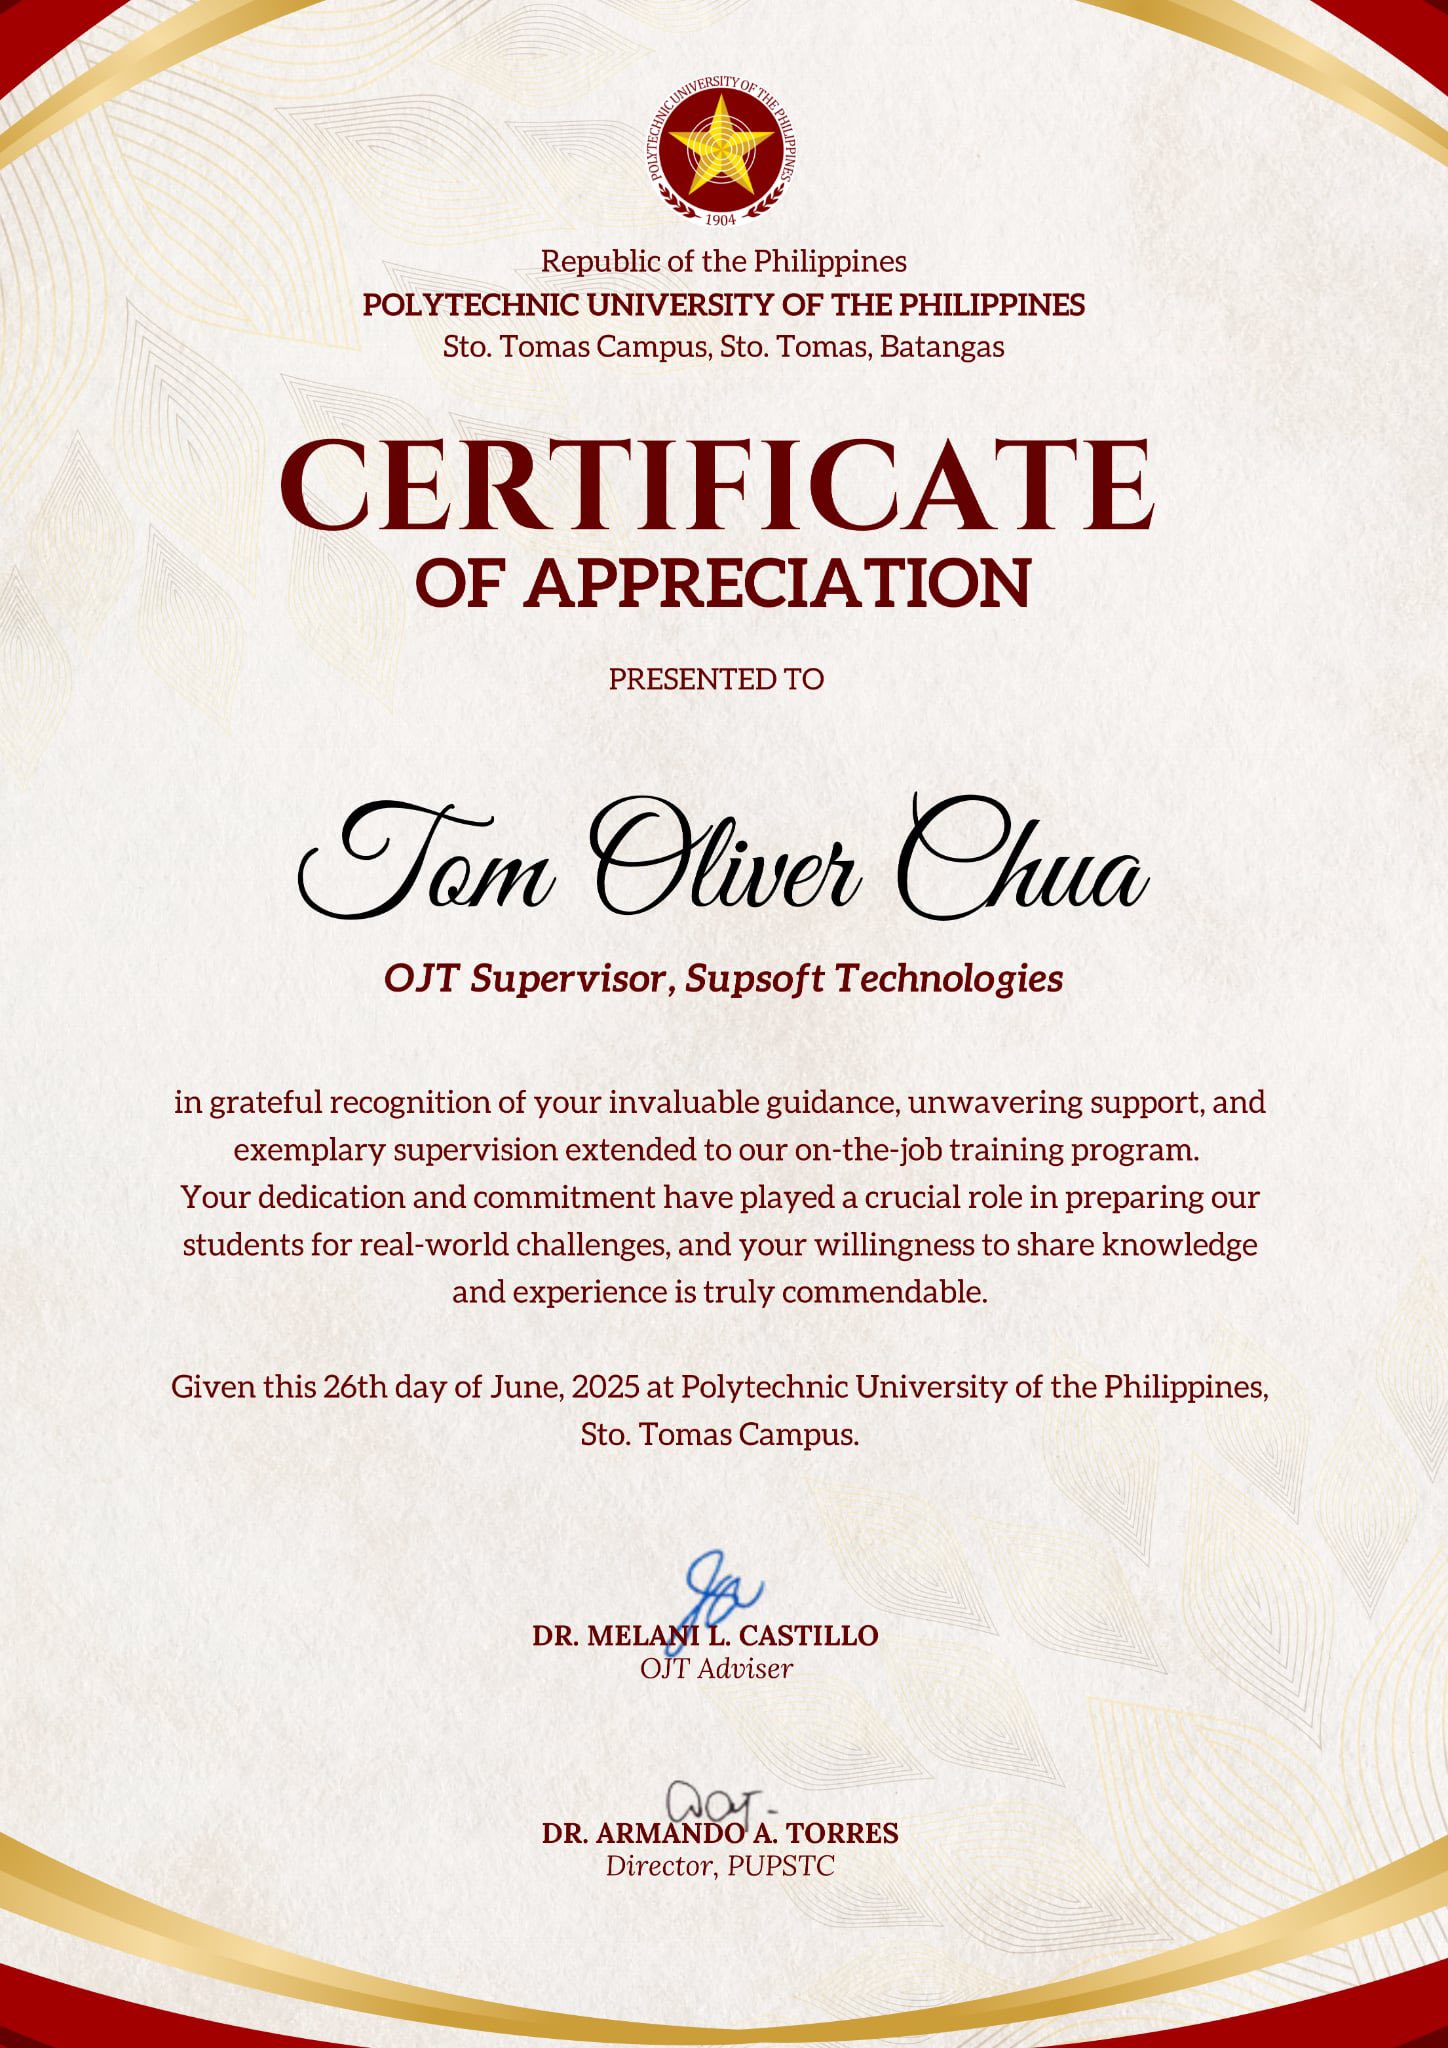 POLYTECHNIC UNIVERSITY OF THE PHILIPPINES
1904
Republic of the Philippines
POLYTECHNIC UNIVERSITY OF THE PHILIPPINES
Sto. Tomas Campus, Sto. Tomas, Batangas
CERTIFICATE
OF APPRECIATION
PRESENTED TO
Tom Oliver Chua
OJT Supervisor, Supsoft Technologies
in grateful recognition of your invaluable guidance, unwavering support, and
exemplary supervision extended to our on-the-job training program.
Your dedication and commitment have played a crucial role in preparing our
students for real-world challenges, and your willingness to share knowledge
and experience is truly commendable.
Given this 26th day of June, 2025 at Polytechnic University of the Philippines,
Sto. Tomas Campus.
DR. MELANI L. CASTILLO
OJT Adviser
DR. ARMANDO A. TORRES
Director, PUPSTC